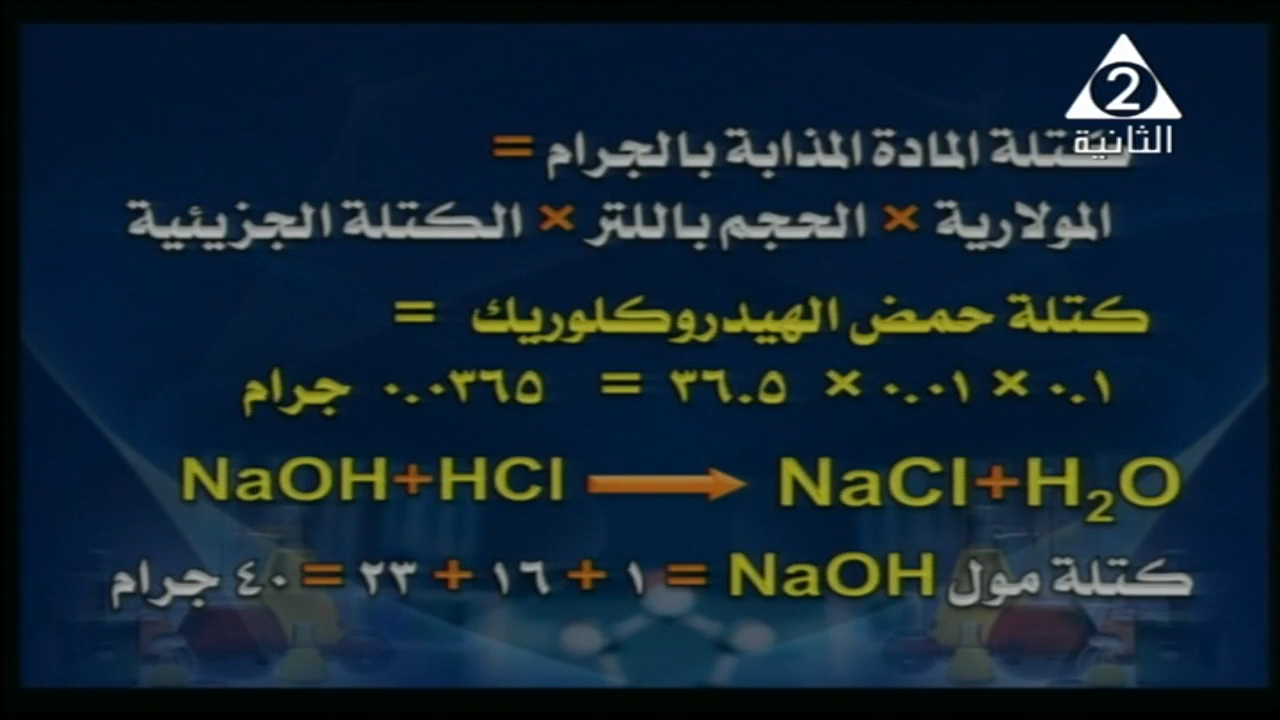 2
الثانية
كتلة المادة المذابة بالجرام =
المولارية × الحجم باللتر × الكتلة الجزيئية
كتلة حمض الهيدروكلوريك =
٠.١ × ٠.٠١ × ٣٦.٥ = ٠.٠٣٦٥ جرام
NaOH+HCl → NaCl+H₂O
كتلة مول NaOH = ١ + ١٦ + ٢٣ = ٤٠ جرام